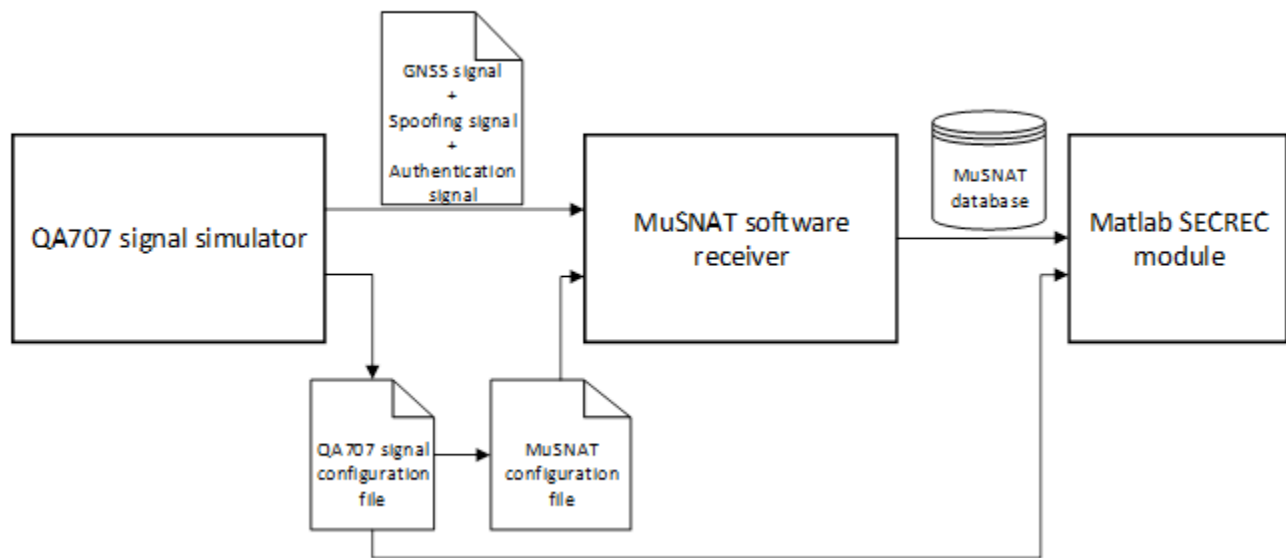 GNSS signal
+
Spoofing signal
+
Authentication
signal
QA707 signal simulator
MuSNAT software
receiver
MuSNAT
database
Matlab SECREC
module
QA707 signal
configuration
file
MuSNAT
configuration
file